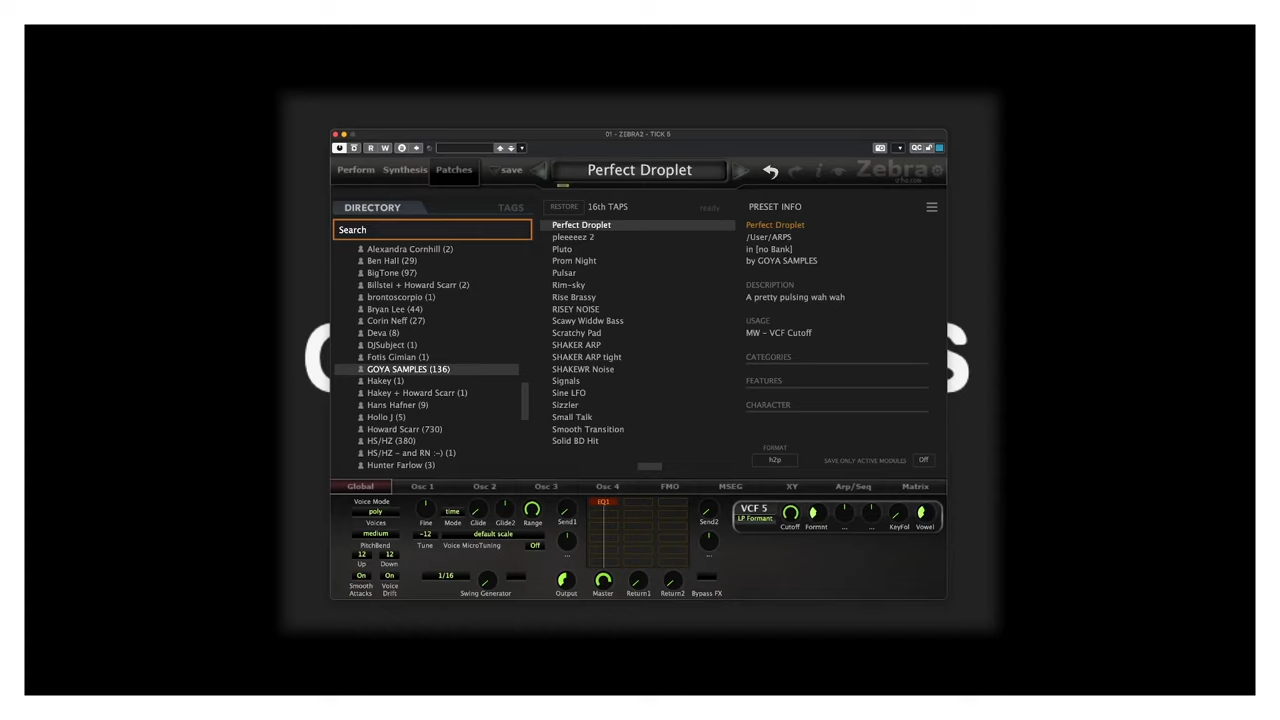 01 - ZEBRA2 - TICK 5
R W QC
Perform Synthesis Patches save Perfect Droplet Zebra
DIRECTORY TAGS
Search
Alexandra Cornhill (2)
Ben Hall (29)
BigTone (97)
Billstei + Howard Scarr (2)
brontoscorpio (1)
Bryan Lee (44)
Corin Neff (27)
Deva (8)
DJSubject (1)
Fotis Gimian (1)
GOYA SAMPLES (136)
Hakey (1)
Hakey + Howard Scarr (1)
Hans Hafner (9)
Hollo J (5)
Howard Scarr (730)
HS/HZ (380)
HS/HZ - and RN :-) (1)
Hunter Farlow (3)
RESTORE 16th TAPS ready
Perfect Droplet
pleeeeez 2
Pluto
Prom Night
Pulsar
Rim-sky
Rise Brassy
RISEY NOISE
Scawy Widdw Bass
Scratchy Pad
SHAKER ARP
SHAKER ARP tight
SHAKEWR Noise
Signals
Sine LFO
Sizzler
Small Talk
Smooth Transition
Solid BD Hit
PRESET INFO
Perfect Droplet
/User/ARPS
in [no Bank]
by GOYA SAMPLES
DESCRIPTION
A pretty pulsing wah wah
USAGE
MW - VCF Cutoff
CATEGORIES
FEATURES
CHARACTER
FORMAT
h2p SAVE ONLY ACTIVE MODULES Off
Global Osc 1 Osc 2 Osc 3 Osc 4 FMO MSEG XY Arp/Seq Matrix
Voice Mode
poly
Voices
medium
PitchBend
12 12
Up Down
On On
Smooth Attacks Voice Drift
time
Fine Mode Glide Glide2 Range
-12 default scale
Tune Voice MicroTuning Off
1/16
Swing Generator
Send1
...
EQ1
Send2
...
Output Master Return1 Return2 Bypass FX
VCF 5
LP Formant
Cutoff Formnt ... ... KeyFol Vowel